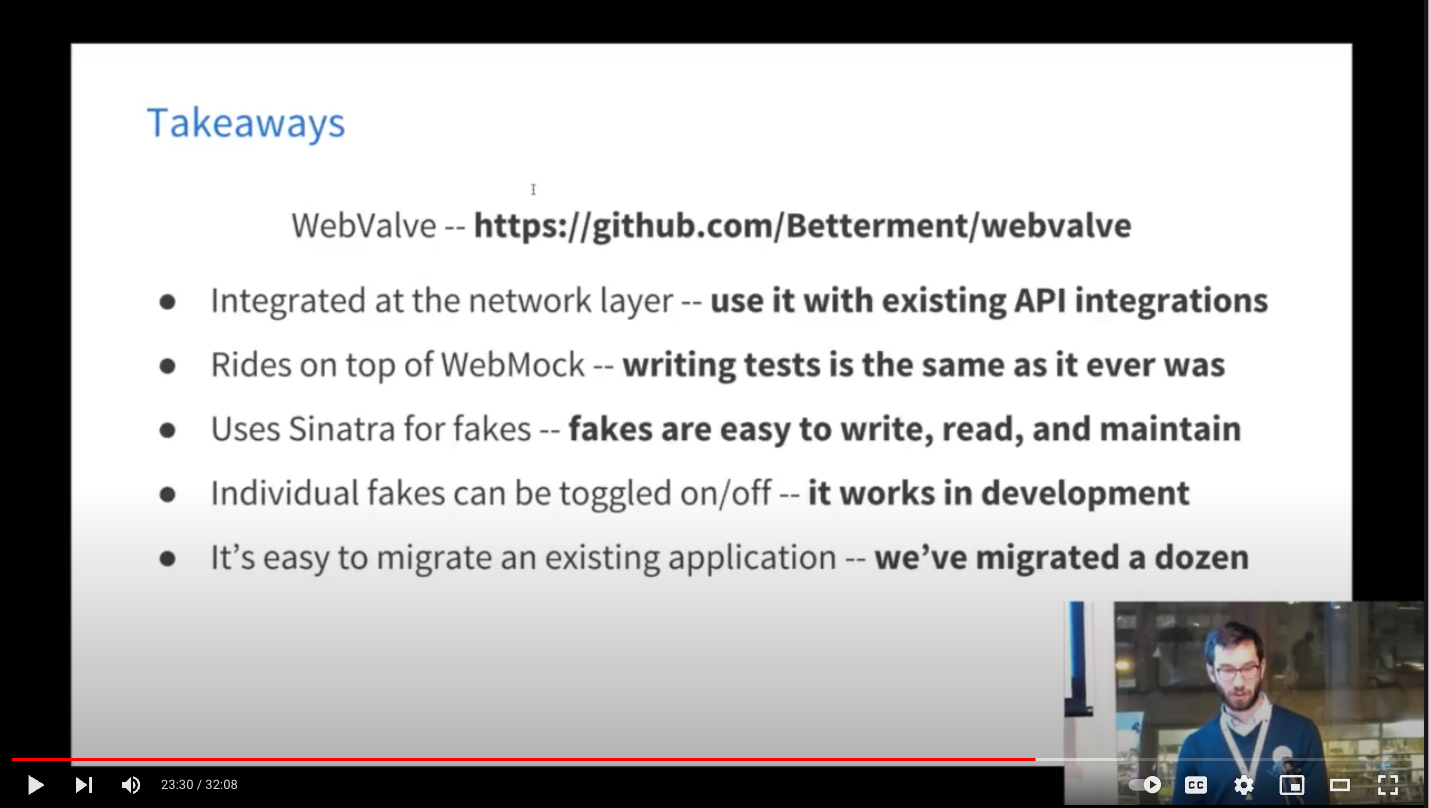 Takeaways
WebValve -- https://github.com/Betterment/webvalve
● Integrated at the network layer -- use it with existing API integrations
● Rides on top of WebMock -- writing tests is the same as it ever was
● Uses Sinatra for fakes -- fakes are easy to write, read, and maintain
● Individual fakes can be toggled on/off -- it works in development
● It’s easy to migrate an existing application -- we’ve migrated a dozen
23:30 / 32:08
CC